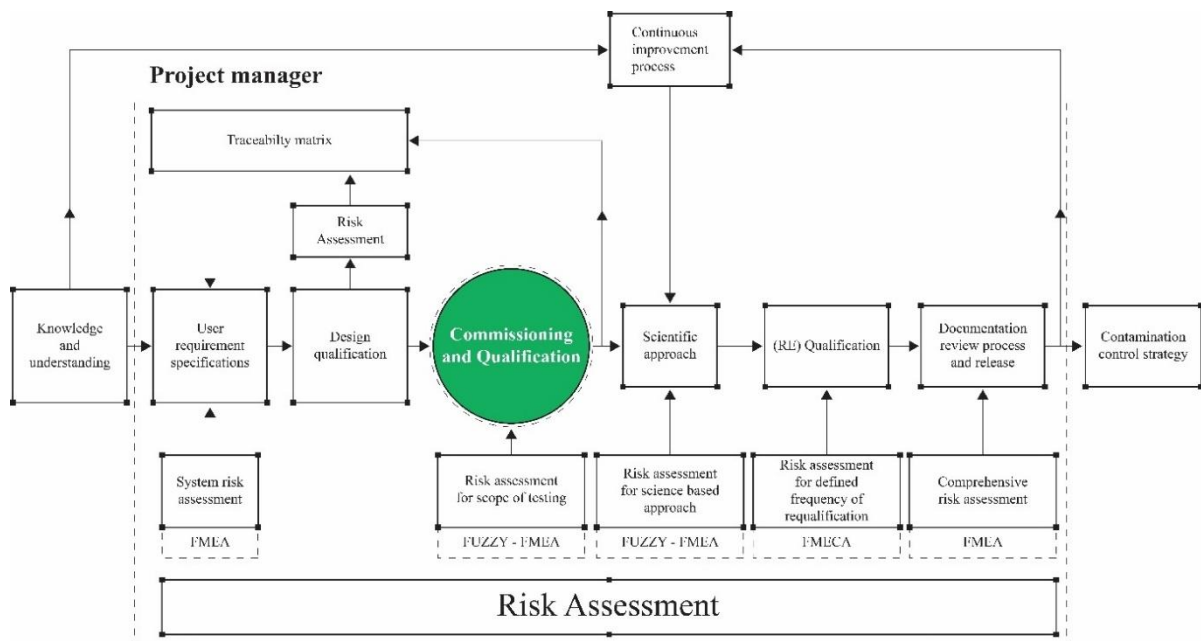 Continuous
improvement
process
Project manager
Traceabilty matrix
Risk
Assessment
Knowledge
and
understanding
User
requirement
specifications
Design
qualification
Commissioning
and Qualification
Scientific
approach
(RE) Qualification
Documentation
review process
and release
Contamination
control strategy
System risk
assessment
FMEA
Risk assessment
for scope of testing
FUZZY - FMEA
Risk assessment
for science based
approach
FUZZY - FMEA
Risk assessment
for defined
frequency of
requalification
FMECA
Comprehensive
risk assessment
FMEA
Risk Assessment